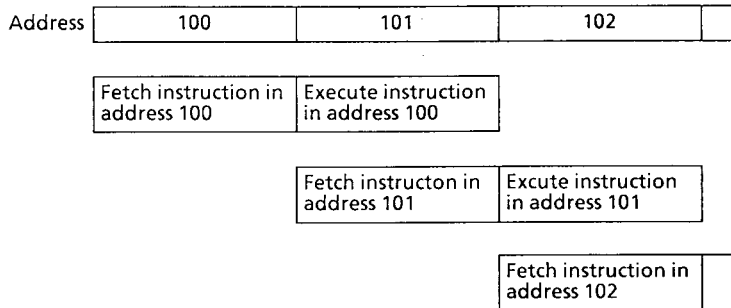 Address 100 101 102
Fetch instruction in Execute instruction
address 100 in address 100
Fetch instructon in Excute instruction
address 101 in address 101
Fetch instruction in
address 102